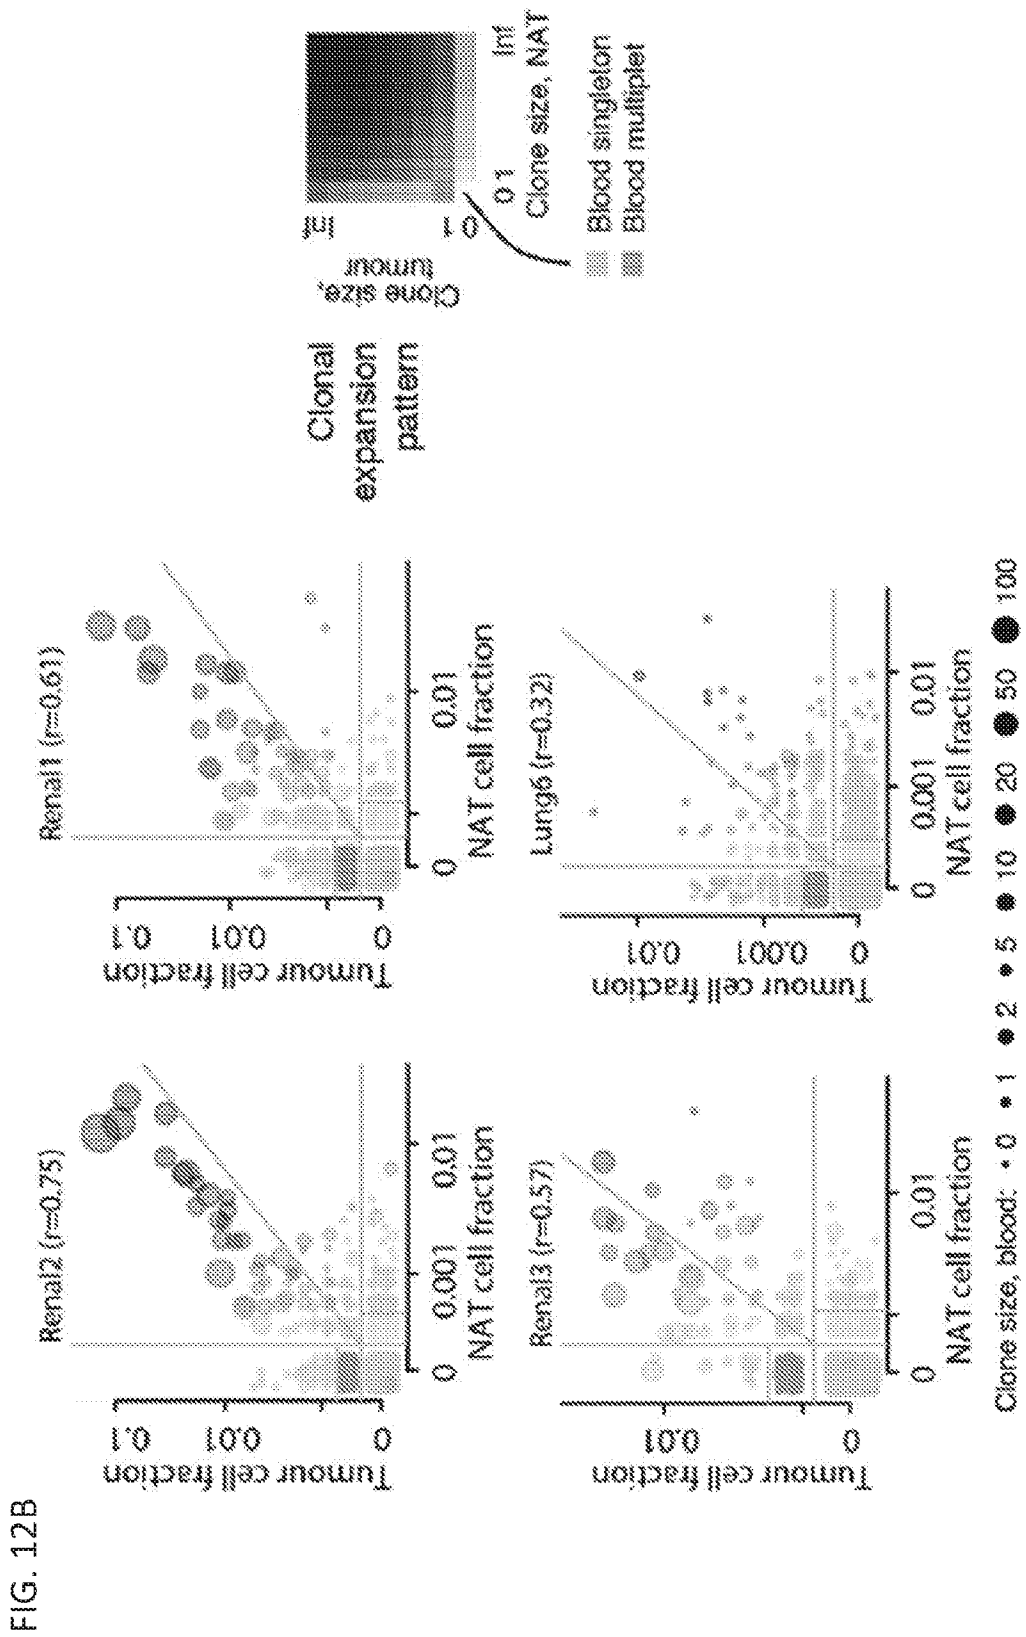 FIG. 12B
Renal2 (r=0.75)
Tumour cell fraction
0.1
0.01
0
0
0.001
0.01
NAT cell fraction
Renal1 (r=0.61)
Tumour cell fraction
0.1
0.01
0
0
0.01
NAT cell fraction
Renal3 (r=0.57)
Tumour cell fraction
0.01
0
0
0.01
NAT cell fraction
Lung6 (r=0.32)
Tumour cell fraction
0.01
0.001
0
0
0.001
0.01
NAT cell fraction
Clonal
expansion
pattern
Clone size,
tumour
Inf
1
0
0 1
Inf
Clone size, NAT
Blood singleton
Blood multiplet
Clone size, blood: 0 1 2 5 10 20 50 100